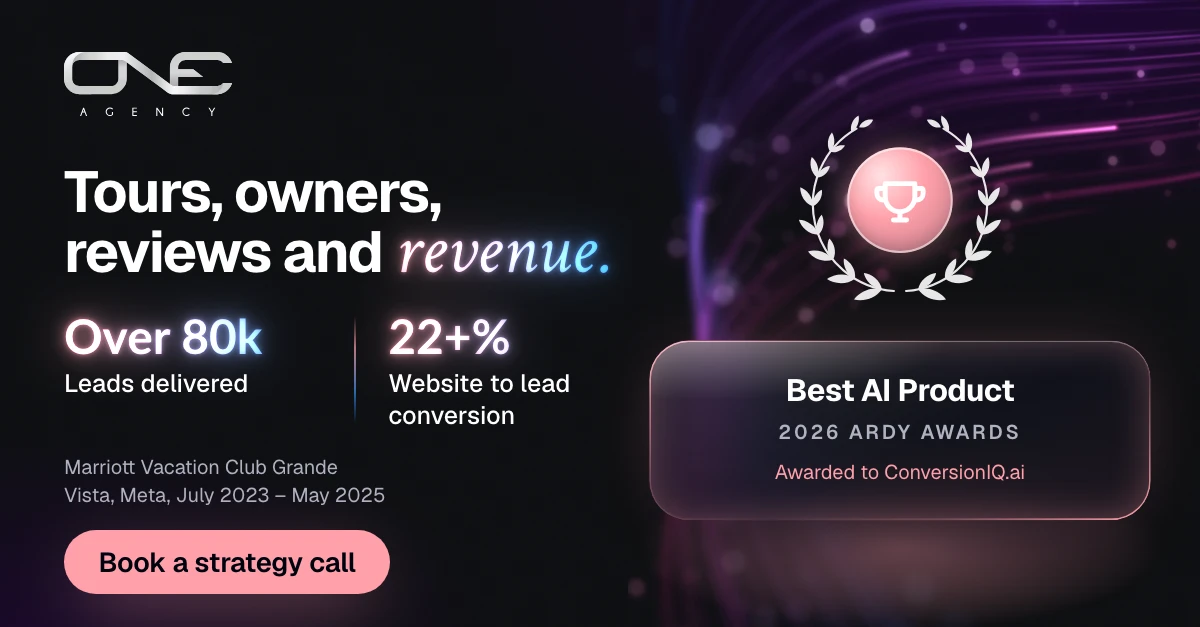 ONE
AGENCY
Tours, owners,
reviews and revenue.
Over 80k
Leads delivered
22+%
Website to lead
conversion
Marriott Vacation Club Grande
Vista, Meta, July 2023 – May 2025
Book a strategy call
Best AI Product
2026 ARDY AWARDS
Awarded to ConversionIQ.ai